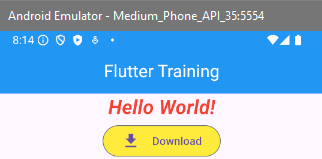 Android Emulator - Medium_Phone_API_35:5554
8:14
Flutter Training
Hello World!
Download